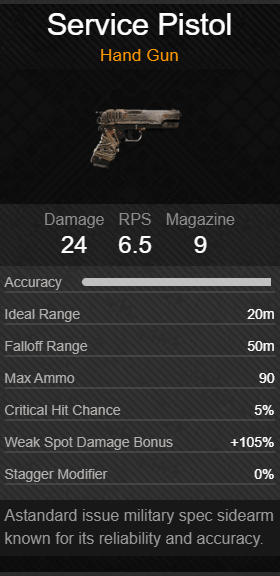 Service Pistol
Hand Gun
Damage RPS Magazine
24 6.5 9
Accuracy
Ideal Range 20m
Falloff Range 50m
Max Ammo 90
Critical Hit Chance 5%
Weak Spot Damage Bonus +105%
Stagger Modifier 0%
Astandard issue military spec sidearm
known for its reliability and accuracy.